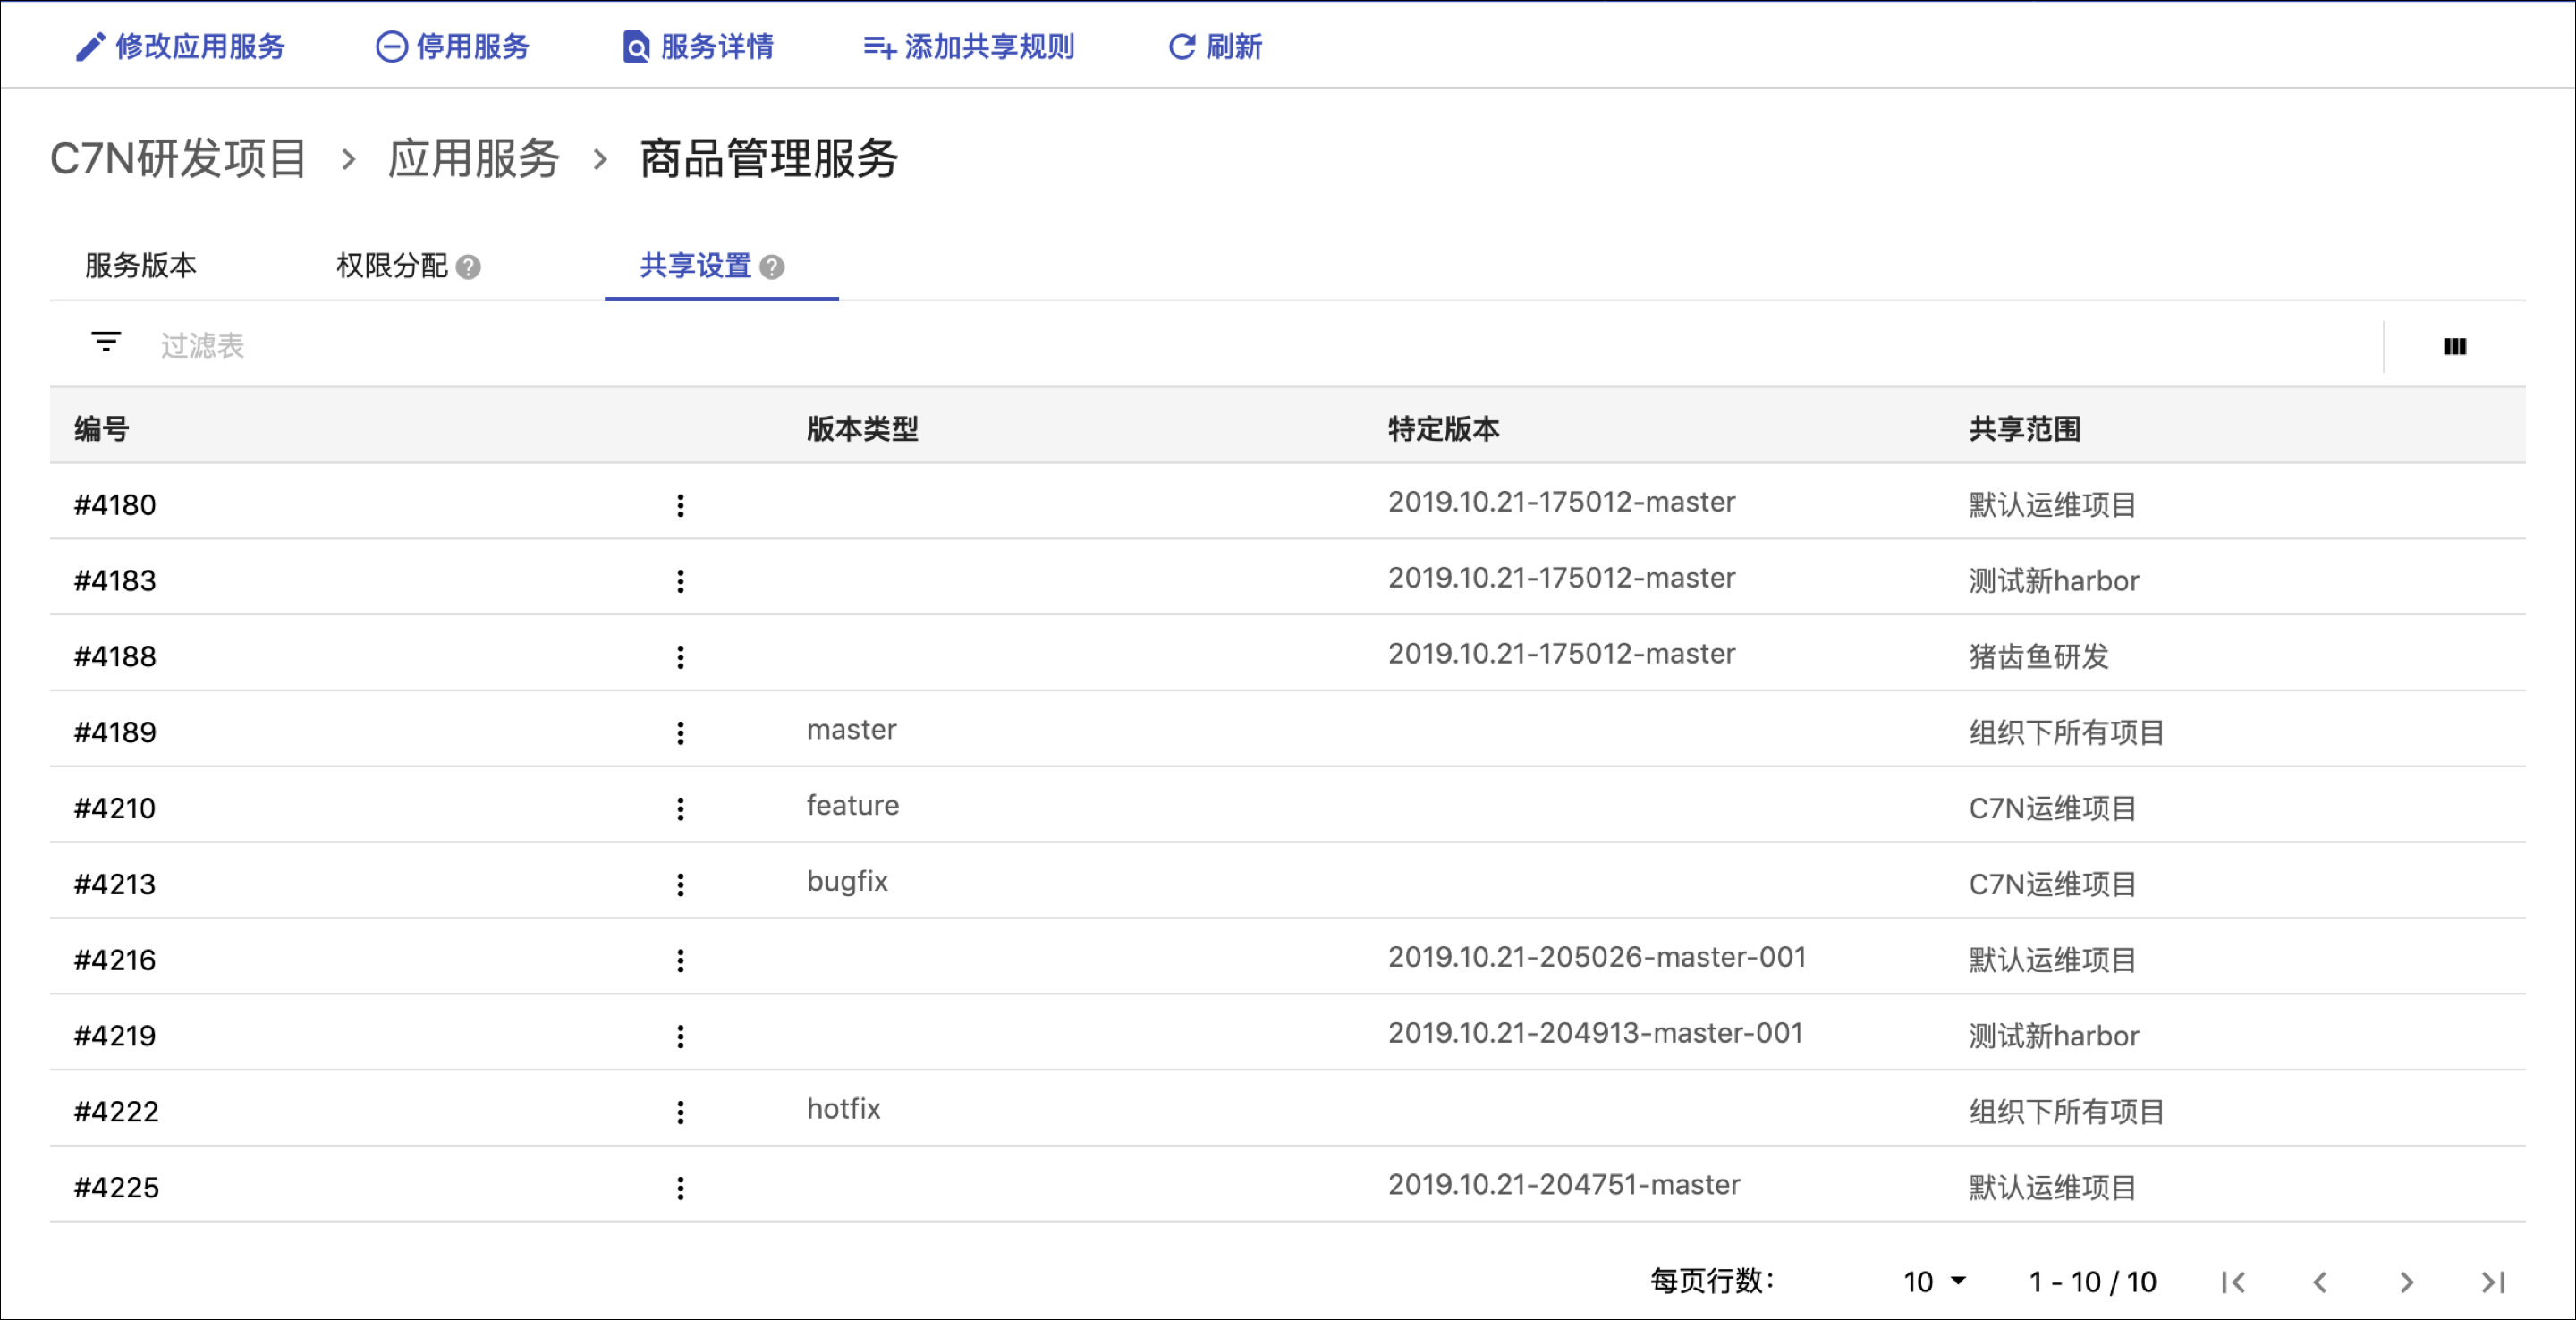 修改应用服务 停用服务 服务详情 添加共享规则 刷新
C7N研发项目 > 应用服务 > 商品管理服务
服务版本 权限分配 ? 共享设置 ?
过滤表
编号 版本类型 特定版本 共享范围
#4180 2019.10.21-175012-master 默认运维项目
#4183 2019.10.21-175012-master 测试新harbor
#4188 2019.10.21-175012-master 猪齿鱼研发
#4189 master 组织下所有项目
#4210 feature C7N运维项目
#4213 bugfix C7N运维项目
#4216 2019.10.21-205026-master-001 默认运维项目
#4219 2019.10.21-204913-master-001 测试新harbor
#4222 hotfix 组织下所有项目
#4225 2019.10.21-204751-master 默认运维项目
每页行数： 10 1 - 10 / 10